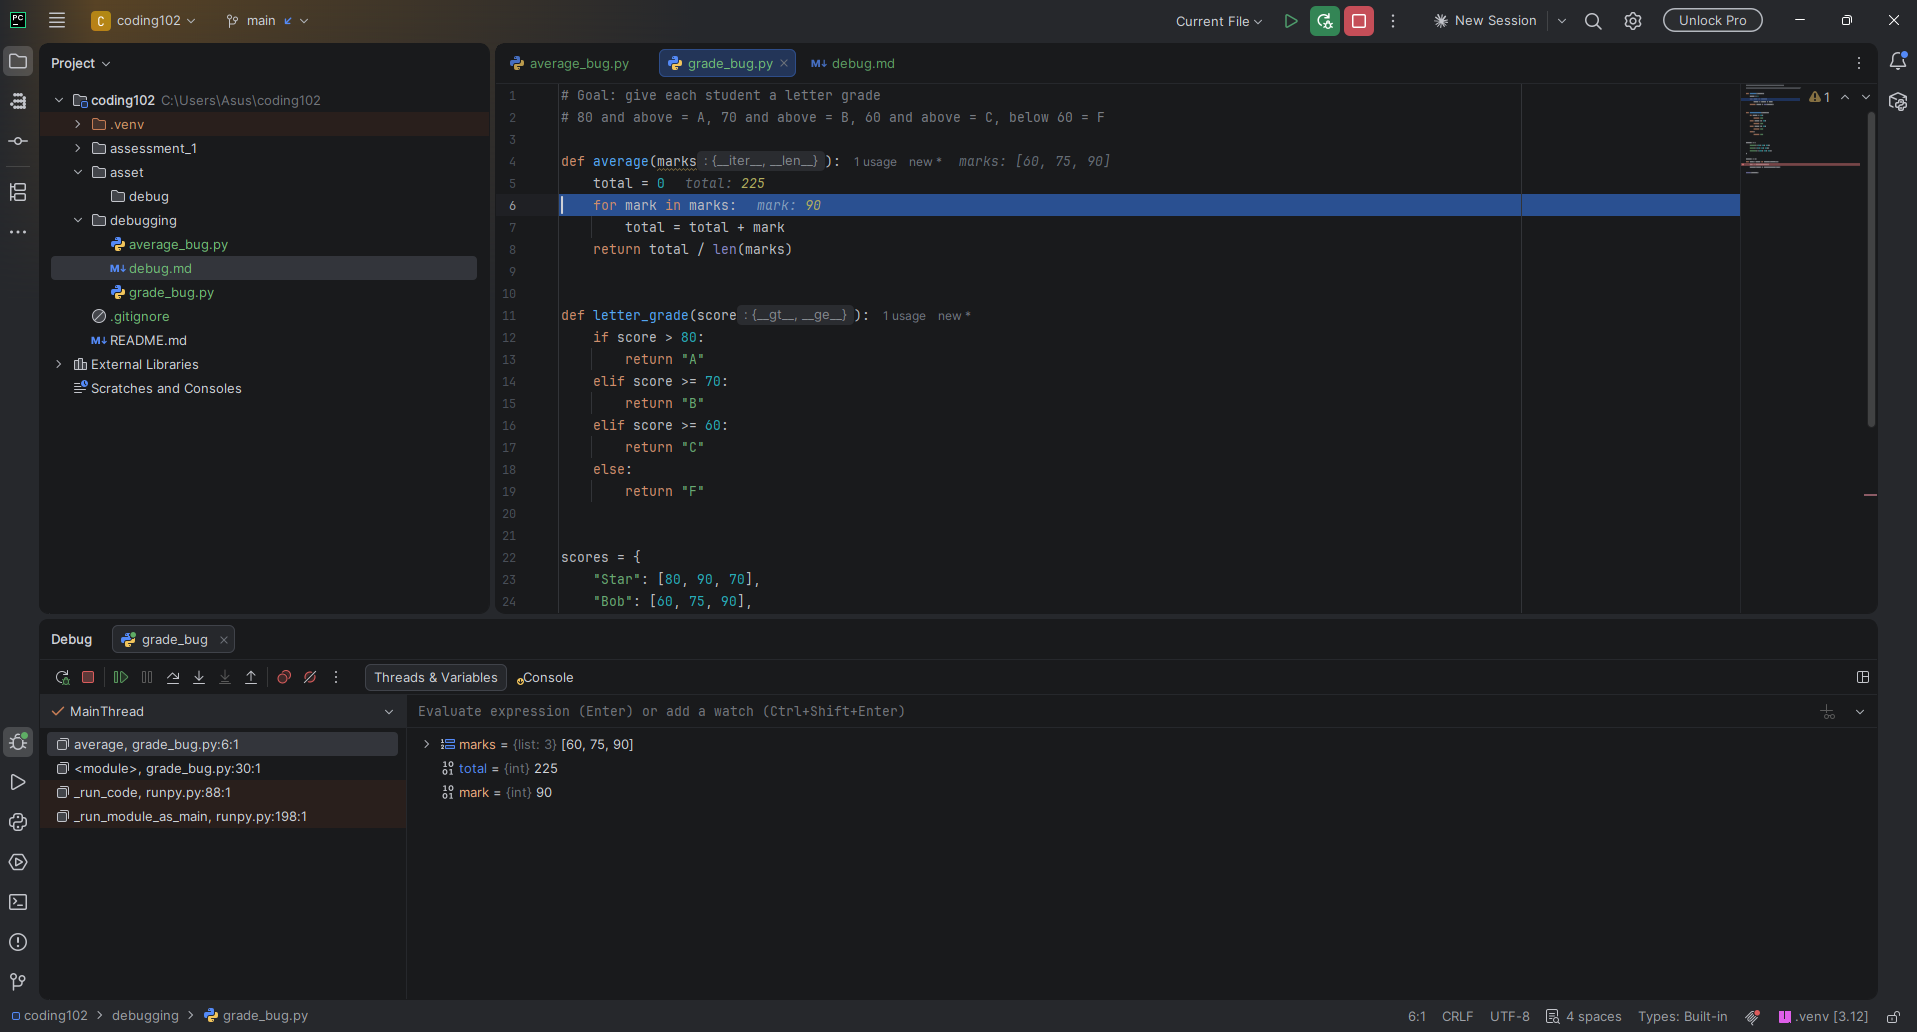 PC
C coding102
main
Current File
New Session
Unlock Pro
Project
coding102 C:\Users\Asus\coding102
.venv
assessment_1
asset
debug
debugging
average_bug.py
M↓ debug.md
grade_bug.py
.gitignore
M↓ README.md
External Libraries
Scratches and Consoles
average_bug.py
grade_bug.py
M↓ debug.md
1 # Goal: give each student a letter grade
2 # 80 and above = A, 70 and above = B, 60 and above = C, below 60 = F
3
4 def average(marks : {__iter__, __len__} ): 1 usage new * marks: [60, 75, 90]
5 total = 0 total: 225
6 for mark in marks: mark: 90
7 total = total + mark
8 return total / len(marks)
9
10
11 def letter_grade(score : {__gt__, __ge__} ): 1 usage new *
12 if score > 80:
13 return "A"
14 elif score >= 70:
15 return "B"
16 elif score >= 60:
17 return "C"
18 else:
19 return "F"
20
21
22 scores = {
23 "Star": [80, 90, 70],
24 "Bob": [60, 75, 90],
1
Debug
grade_bug
Threads & Variables
Console
MainThread
Evaluate expression (Enter) or add a watch (Ctrl+Shift+Enter)
average, grade_bug.py:6:1
<module>, grade_bug.py:30:1
_run_code, runpy.py:88:1
_run_module_as_main, runpy.py:198:1
marks = {list: 3} [60, 75, 90]
total = {int} 225
mark = {int} 90
coding102 > debugging > grade_bug.py
6:1 CRLF UTF-8 4 spaces Types: Built-in .venv [3.12]